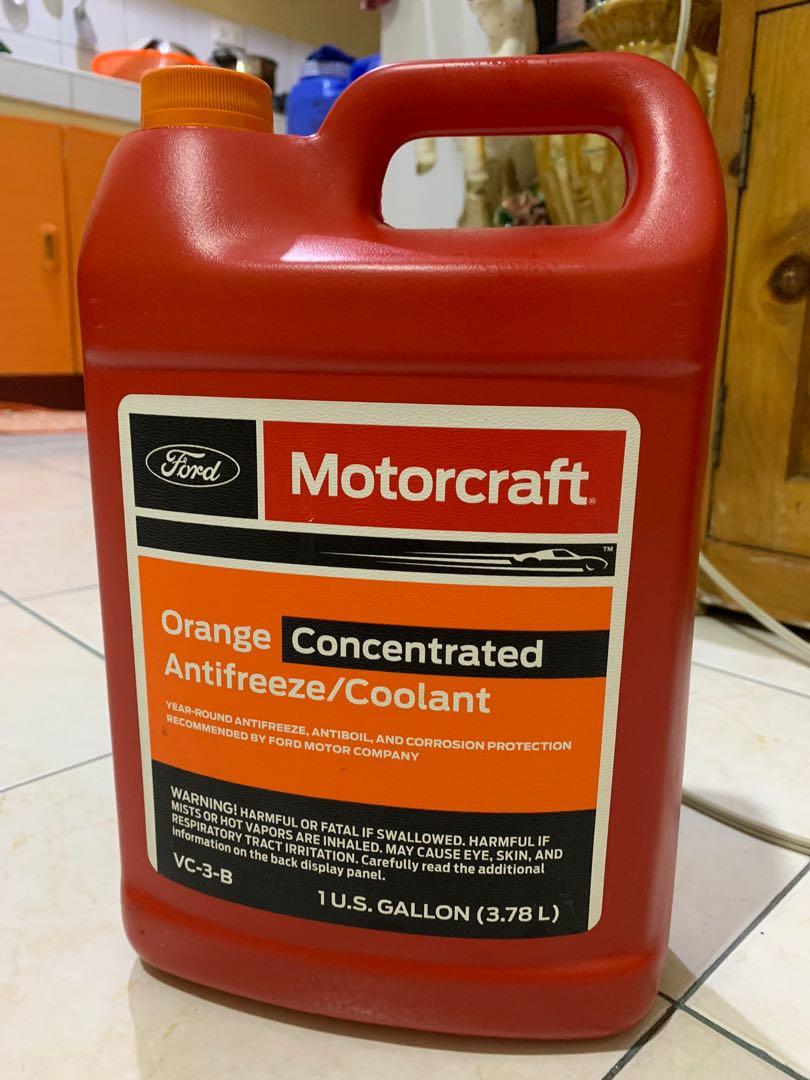 Ford
Motorcraft®
™
Orange Concentrated
Antifreeze/Coolant
YEAR-ROUND ANTIFREEZE, ANTIBOIL, AND CORROSION PROTECTION
RECOMMENDED BY FORD MOTOR COMPANY
WARNING! HARMFUL OR FATAL IF SWALLOWED. HARMFUL IF
MISTS OR HOT VAPORS ARE INHALED. MAY CAUSE EYE, SKIN, AND
RESPIRATORY TRACT IRRITATION. Carefully read the additional
information on the back display panel.
VC-3-B
1 U.S. GALLON (3.78 L)